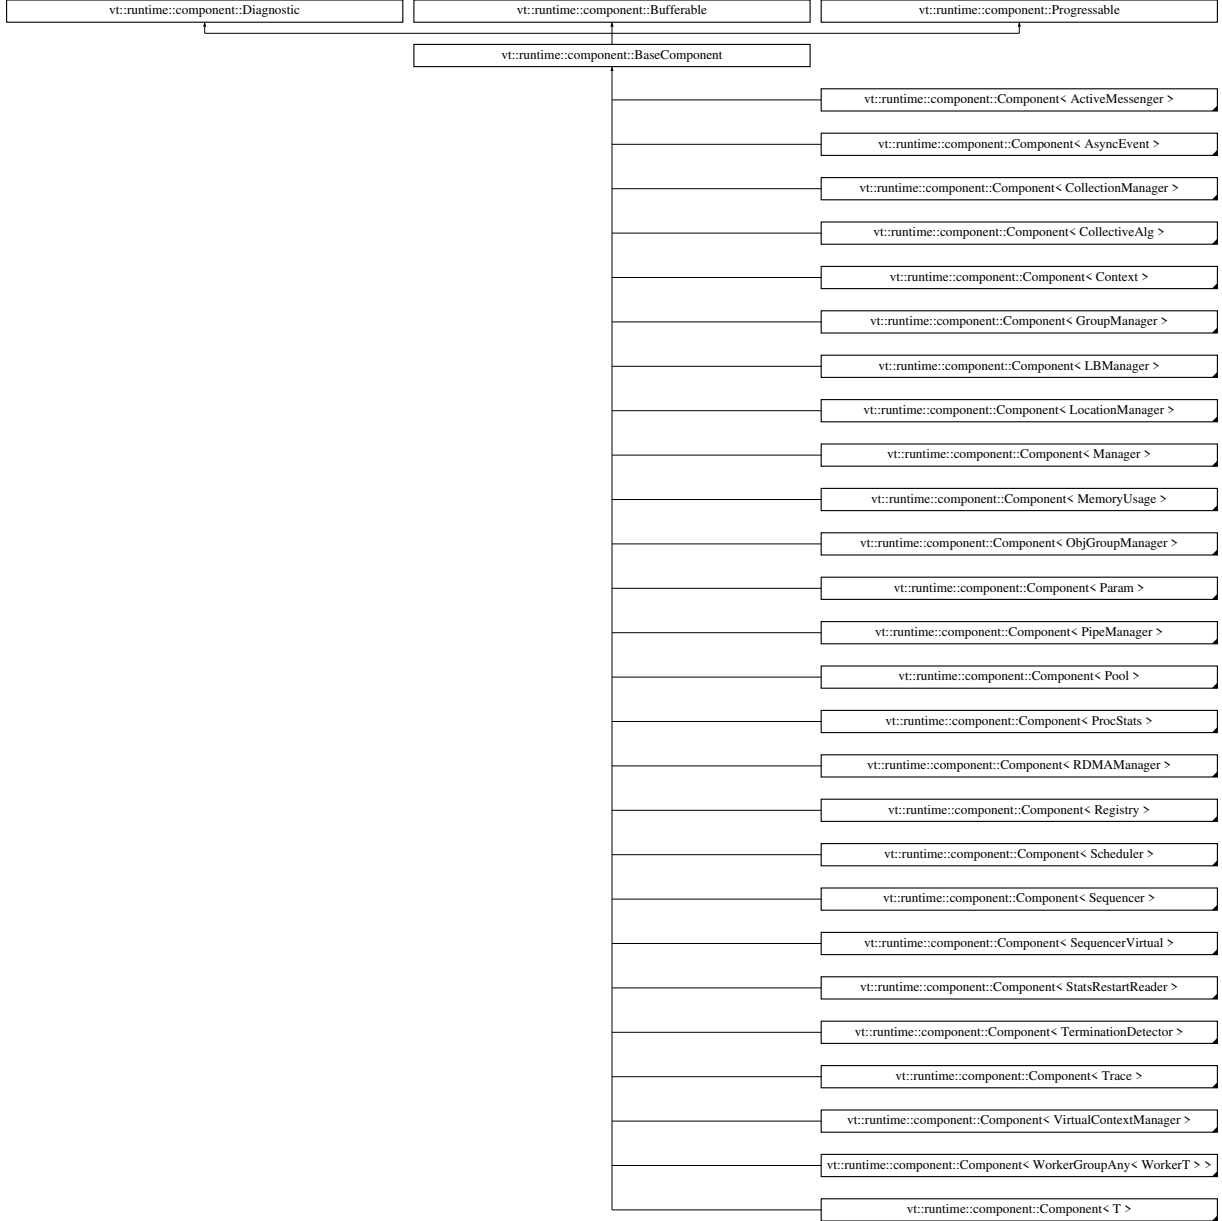 vt::runtime::component::Diagnostic
vt::runtime::component::Bufferable
vt::runtime::component::Progressable
vt::runtime::component::BaseComponent
vt::runtime::component::Component< ActiveMessenger >
vt::runtime::component::Component< AsyncEvent >
vt::runtime::component::Component< CollectionManager >
vt::runtime::component::Component< CollectiveAlg >
vt::runtime::component::Component< Context >
vt::runtime::component::Component< GroupManager >
vt::runtime::component::Component< LBManager >
vt::runtime::component::Component< LocationManager >
vt::runtime::component::Component< Manager >
vt::runtime::component::Component< MemoryUsage >
vt::runtime::component::Component< ObjGroupManager >
vt::runtime::component::Component< Param >
vt::runtime::component::Component< PipeManager >
vt::runtime::component::Component< Pool >
vt::runtime::component::Component< ProcStats >
vt::runtime::component::Component< RDMAManager >
vt::runtime::component::Component< Registry >
vt::runtime::component::Component< Scheduler >
vt::runtime::component::Component< Sequencer >
vt::runtime::component::Component< SequencerVirtual >
vt::runtime::component::Component< StatsRestartReader >
vt::runtime::component::Component< TerminationDetector >
vt::runtime::component::Component< Trace >
vt::runtime::component::Component< VirtualContextManager >
vt::runtime::component::Component< WorkerGroupAny< WorkerT > >
vt::runtime::component::Component< T >